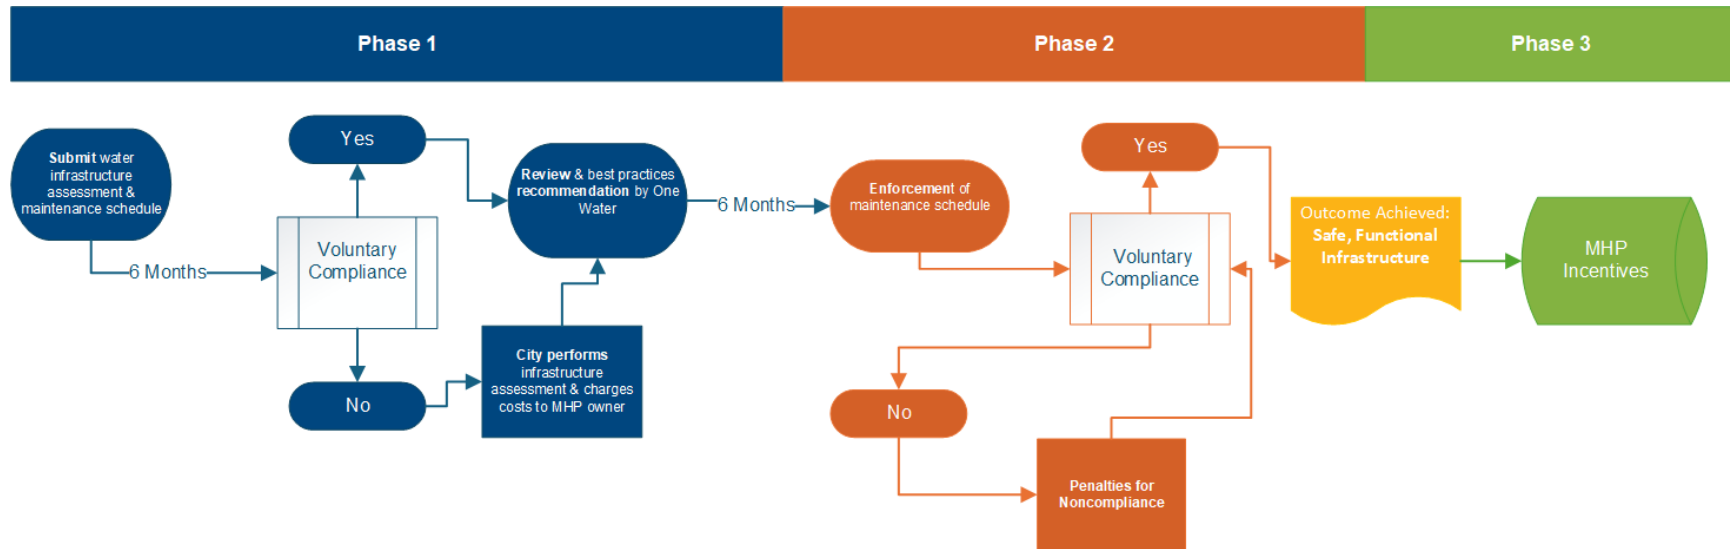 Phase 1
Phase 2
Phase 3
Submit water
infrastructure
assessment &
maintenance schedule
6 Months
Yes
Voluntary
Compliance
No
Review & best practices
recommendation by One
Water
City performs
infrastructure
assessment & charges
costs to MHP owner
6 Months
Enforcement of
maintenance schedule
Yes
Voluntary
Compliance
No
Penalties for
Noncompliance
Outcome Achieved:
Safe, Functional
Infrastructure
MHP
Incentives